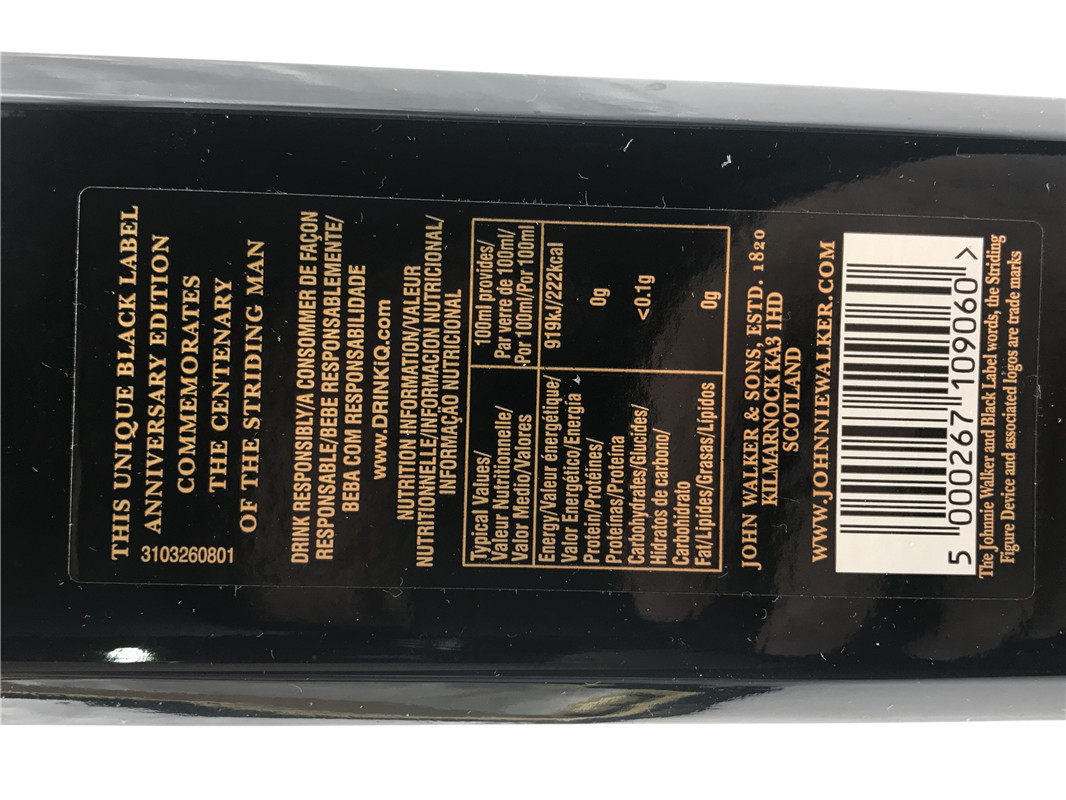 THIS UNIQUE BLACK LABEL
ANNIVERSARY EDITION
COMMEMORATES
THE CENTENARY
OF THE STRIDING MAN
3103260801
DRINK RESPONSIBLY/A CONSOMMER DE FAÇON
RESPONSABLE/BEBE RESPONSABLEMENTE/
BEBA COM RESPONSABILIDADE
www.DRINKiQ.com
NUTRITION INFORMATION/VALEUR
NUTRITIONNELLE/INFORMACION NUTRICIONAL/
INFORMAÇÃO NUTRICIONAL
Typical Values/
Valeur Nutritionnelle/
Valor Medio/Valores
100ml provides/
Par verre de 100ml/
Por 100ml/Por 100ml
Energy/Valeur énergétique/
Valor Energético/Energia
919kJ/222kcal
Protein/Protéines/
Proteínas/Proteína
0g
Carbohydrates/Glucides/
Hidratos de carbono/
Carbohidrato
<0.1g
Fat/Lipides/Grasas/Lípidos
0g
JOHN WALKER & SONS, ESTD. 1820
KILMARNOCK KA3 1HD
SCOTLAND
WWW.JOHNNIEWALKER.COM
5 000267 109060 >
The Johnnie Walker and Black Label words, the Striding
Figure Device and associated logos are trade marks